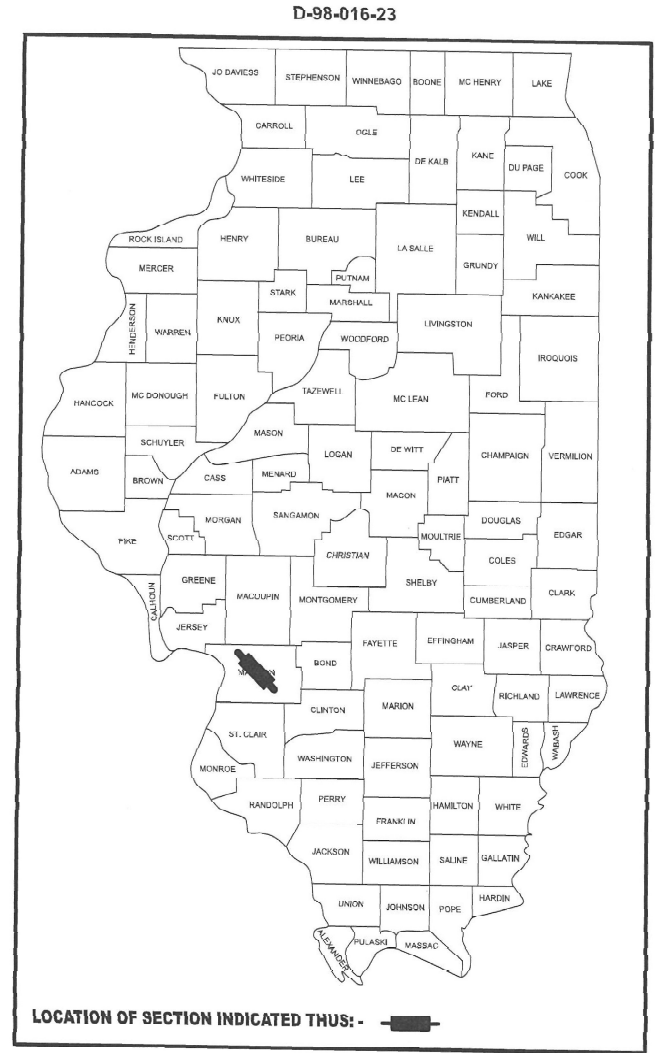 D-98-016-23
JO DAVIESS
STEPHENSON
WINNEBAGO
BOONE
MC HENRY
LAKE
CARROLL
OGLE
DE KALB
KANE
DU PAGE
COOK
WHITESIDE
LEE
KENDALL
ROCK ISLAND
HENRY
BUREAU
LA SALLE
WILL
GRUNDY
MERCER
PUTNAM
STARK
MARSHALL
KANKAKEE
HENDERSON
WARREN
KNUX
PEORIA
WOODFORD
LIVINGSTON
IROQUOIS
HANCOCK
MC DONOUGH
FULTON
TAZEWELL
MC LEAN
FORD
MASON
SCHUYLER
LOGAN
DE WITT
CHAMPAIGN
VERMILION
ADAMS
BROWN
CASS
MENARD
PIATT
MACON
MORGAN
SANGAMON
DOUGLAS
PIKE
SCOTT
MOULTRIE
EDGAR
CHRISTIAN
COLES
GREENE
SHELBY
CALHOUN
MACOUPIN
MONTGOMERY
CUMBERLAND
CLARK
JERSEY
FAYETTE
EFFINGHAM
JASPER
CRAWFORD
BOND
CLAY
RICHLAND
LAWRENCE
CLINTON
MARION
ST. CLAIR
WAYNE
EDWARDS
WABASH
WASHINGTON
JEFFERSON
MONROE
RANDOLPH
PERRY
HAMILTON
WHITE
FRANKLIN
JACKSON
WILLIAMSON
SALINE
GALLATIN
UNION
JOHNSON
POPE
HARDIN
ALEXANDER
PULASKI
MASSAC
LOCATION OF SECTION INDICATED THUS: -